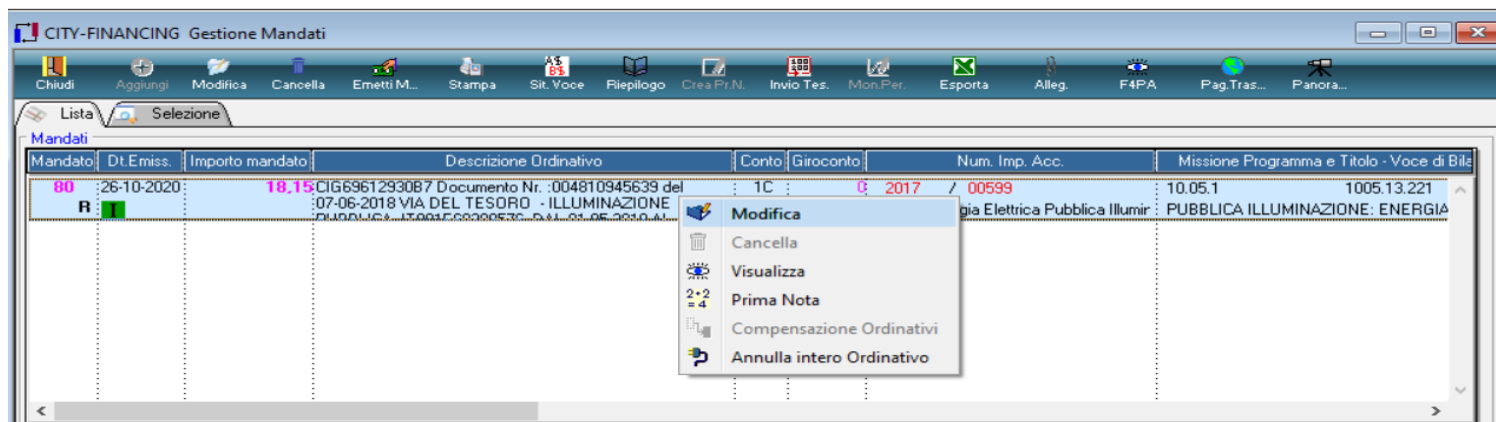 CITY-FINANCING Gestione Mandati
Chiudi Aggiungi Modifica Cancella Emetti M... Stampa Sit. Voce Riepilogo Crea Pr.N. Invio Tes. Mon.Per. Esporta Alleg. F4PA Pag.Tras... Panora...
Lista Selezione
Mandati
Mandato Dt.Emiss. Importo mandato Descrizione Ordinativo Conto Giroconto Num. Imp. Acc. Missione Programma e Titolo - Voce di Bila
80 26-10-2020 18,15 CIG69612930B7 Documento Nr. :004810945639 del 1C 0 2017 / 00599 10.05.1 1005.13.221
R I 07-06-2018 VIA DEL TESORO - ILLUMINAZIONE gia Elettrica Pubblica Illumir PUBBLICA ILLUMINAZIONE: ENERGIA
Modifica
Cancella
Visualizza
Prima Nota
Compensazione Ordinativi
Annulla intero Ordinativo